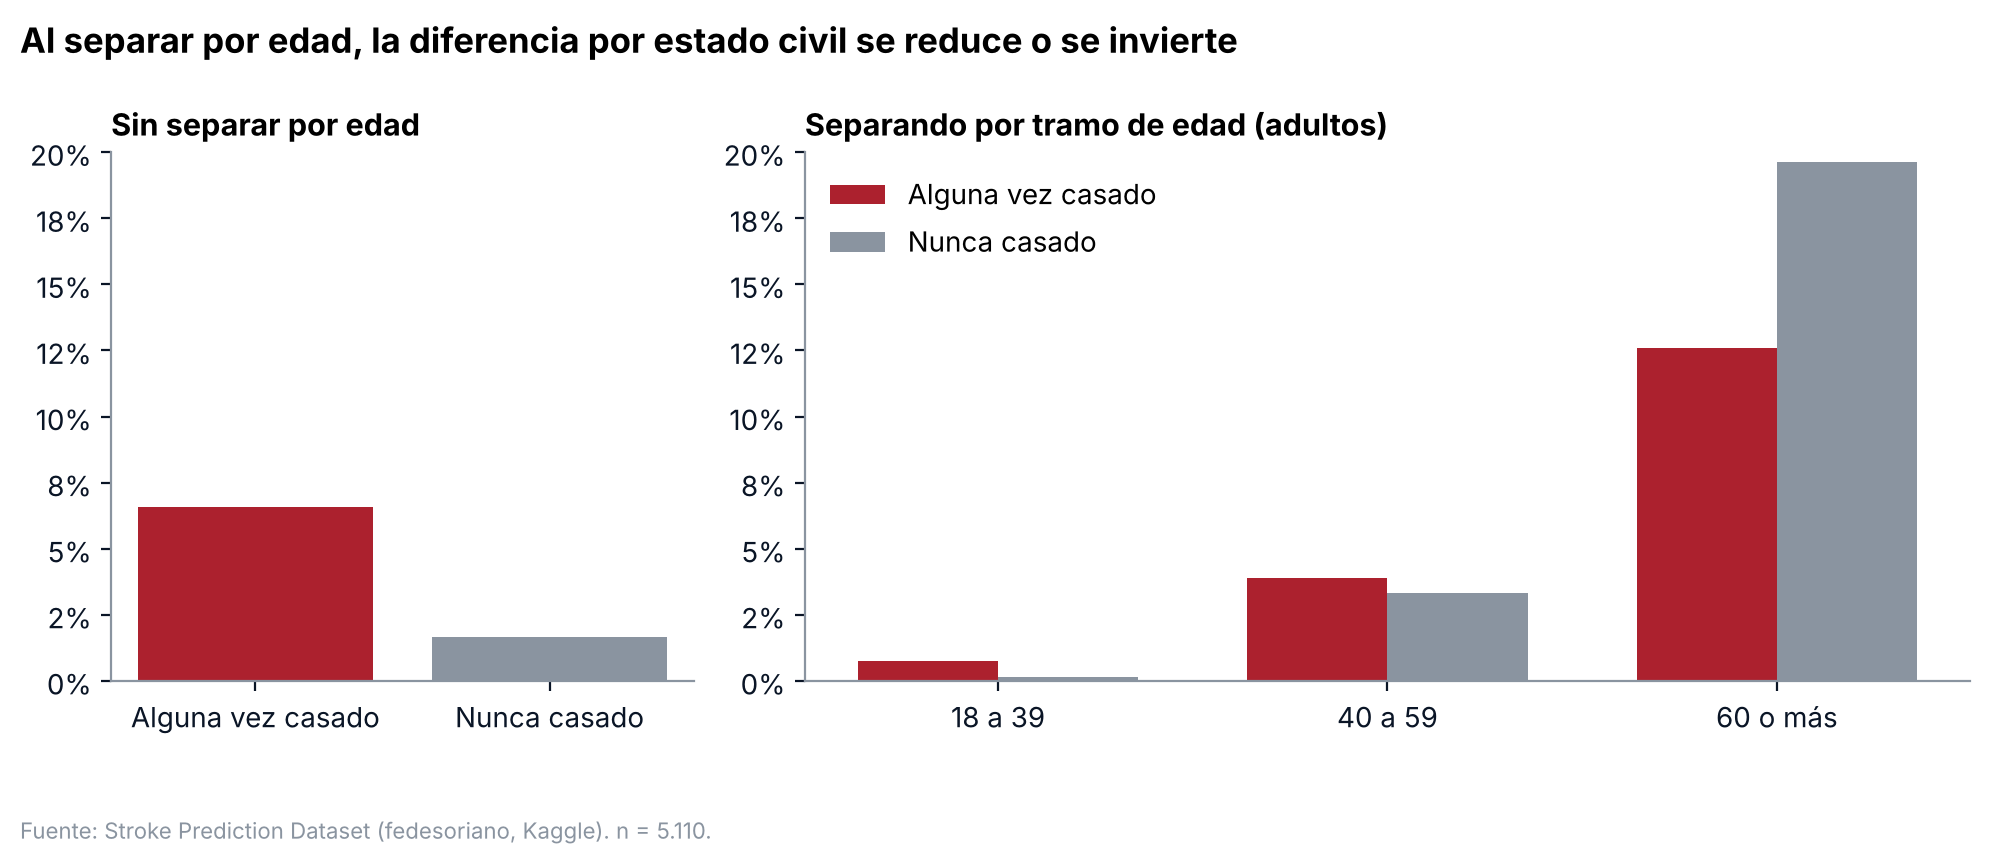 Al separar por edad, la diferencia por estado civil se reduce o se invierte
Sin separar por edad
20%
18%
15%
12%
10%
8%
5%
2%
0%
Alguna vez casado
Nunca casado
Separando por tramo de edad (adultos)
20%
18%
15%
12%
10%
8%
5%
2%
0%
Alguna vez casado
Nunca casado
18 a 39
40 a 59
60 o más
Fuente: Stroke Prediction Dataset (fedesoriano, Kaggle). n = 5.110.